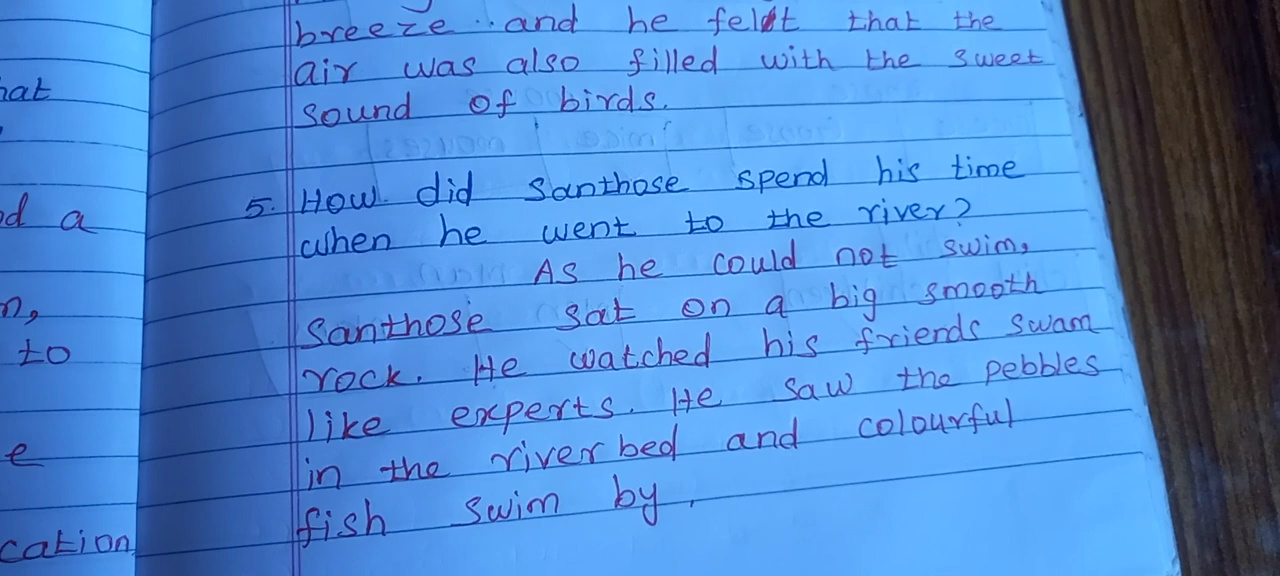 hat
d a
n,
to
e
cation
breeze and he felt that the
air was also filled with the sweet
sound of birds.
5. How did Santhose spend his time
when he went to the river?
As he could not swim,
Santhose sat on a big smooth
rock. He watched his friends swam
like experts. He saw the pebbles
in the river bed and colourful
fish swim by.